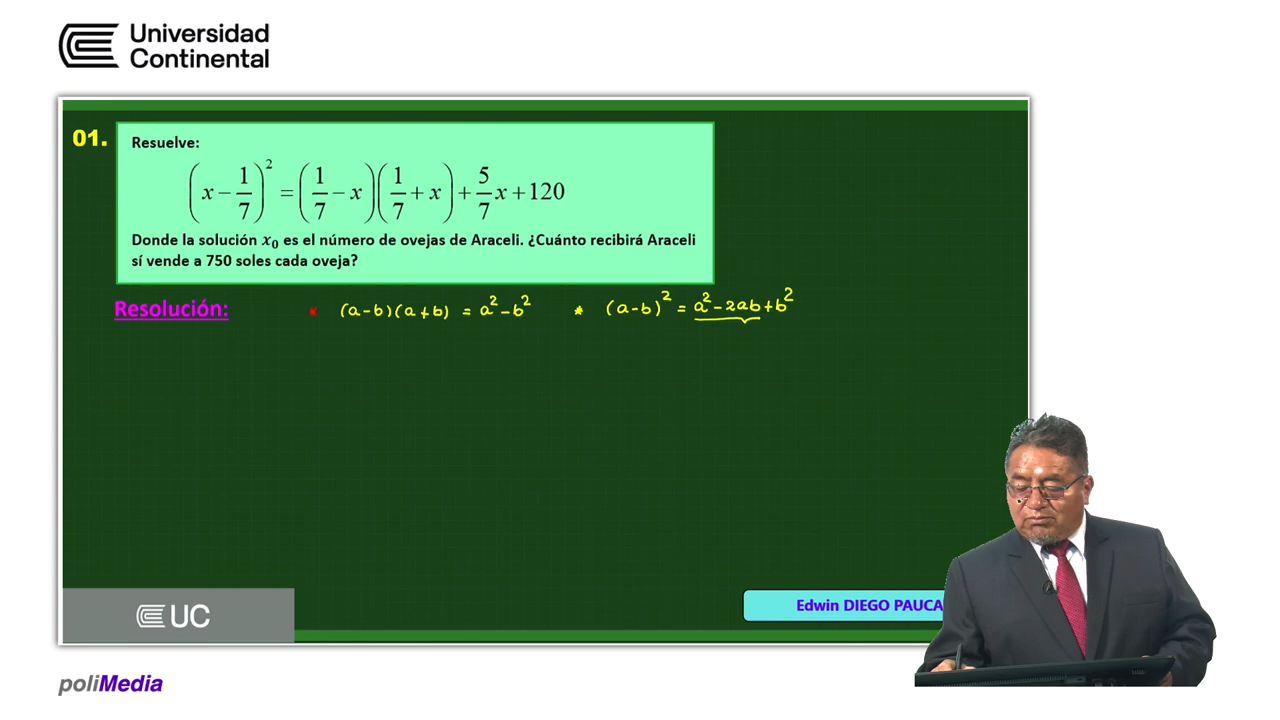 Universidad
Continental
01.
Resuelve:
(x − 1/7)² = (1/7 − x)(1/7 + x) + 5/7 x + 120
Donde la solución x₀ es el número de ovejas de Araceli. ¿Cuánto recibirá Araceli
sí vende a 750 soles cada oveja?
Resolución:
* (a-b)(a+b) = a² - b² * (a-b)² = a² - 2ab + b²
UC
Edwin DIEGO PAUCA
poliMedia